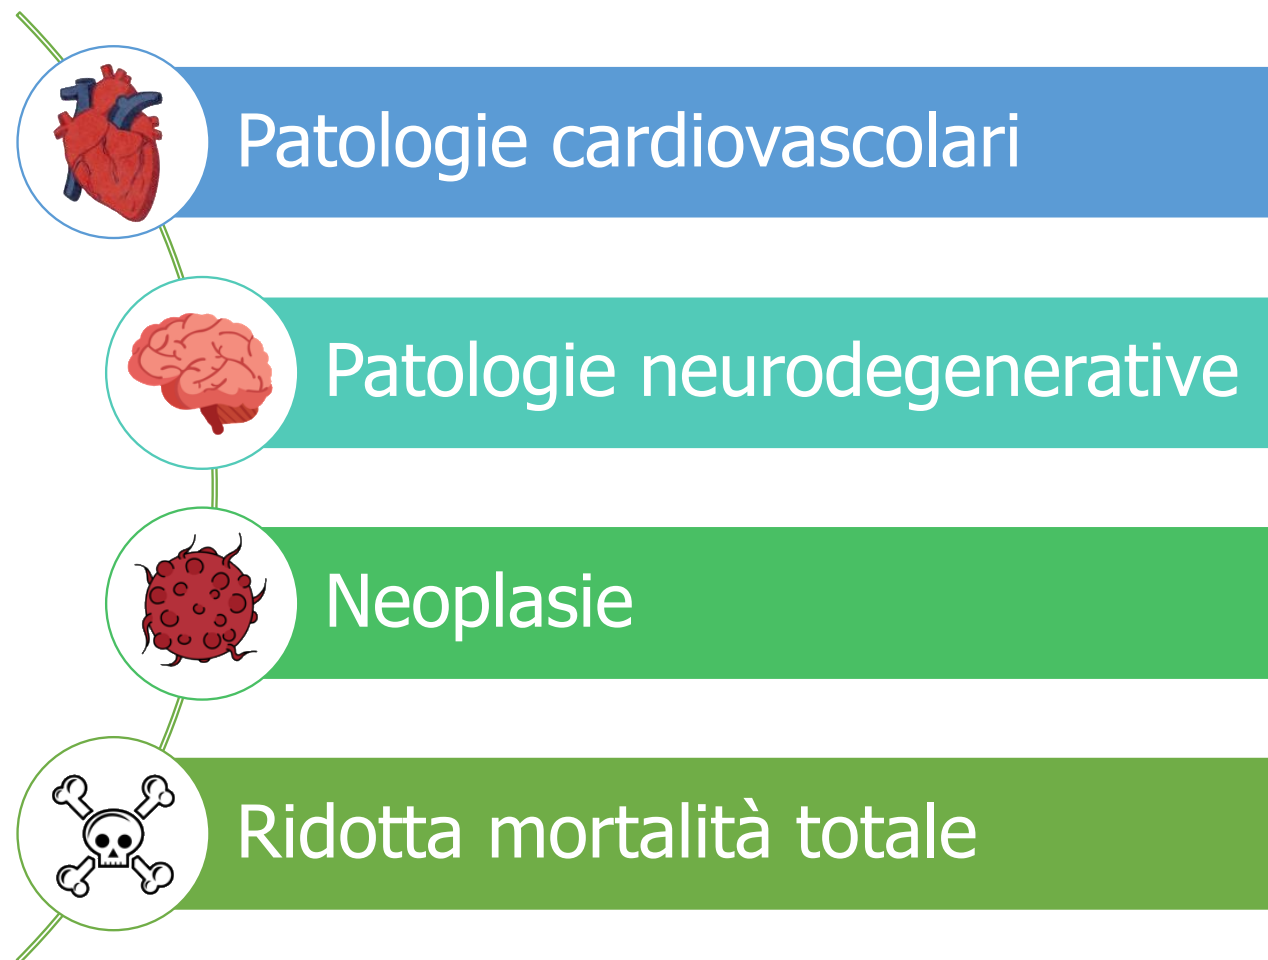 Patologie cardiovascolari
Patologie neurodegenerative
Neoplasie
Ridotta mortalità totale